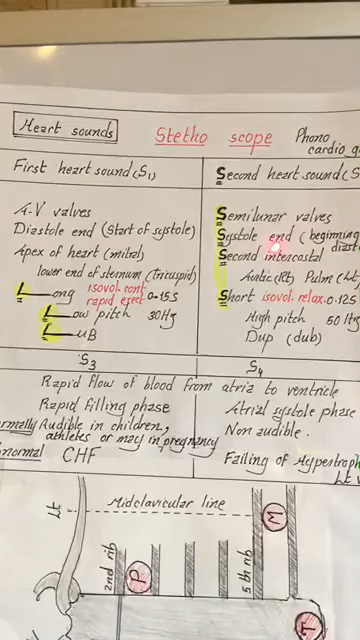 Heart sounds
Stetho scope
Phono
cardio
First heart sound (S1)
Second heart sound (S
A-V valves
Diastole end (Start of systole)
Apex of heart (mitral)
lower end of sternum (tricuspid)
Long isovol. cont rapid eject 0.15s
Low pitch 30Hz
LuB
Semilunar valves
Systole end (beginning
diast
Second intercostal
Aortic (Rt) Pulm (Lt
Short isovol. relax. 0.12s
High pitch 50 Hz
Dup (dub)
S3
S4
Rapid flow of blood from atria to ventricle
Rapid filling phase
Atrial systole phase
Audible in children,
athletes or may in pregnancy
Non audible.
CHF
Failing of Hypertroph
Lt v
Lt
Midclavicular line
2nd rib
5th rib
P
M
T